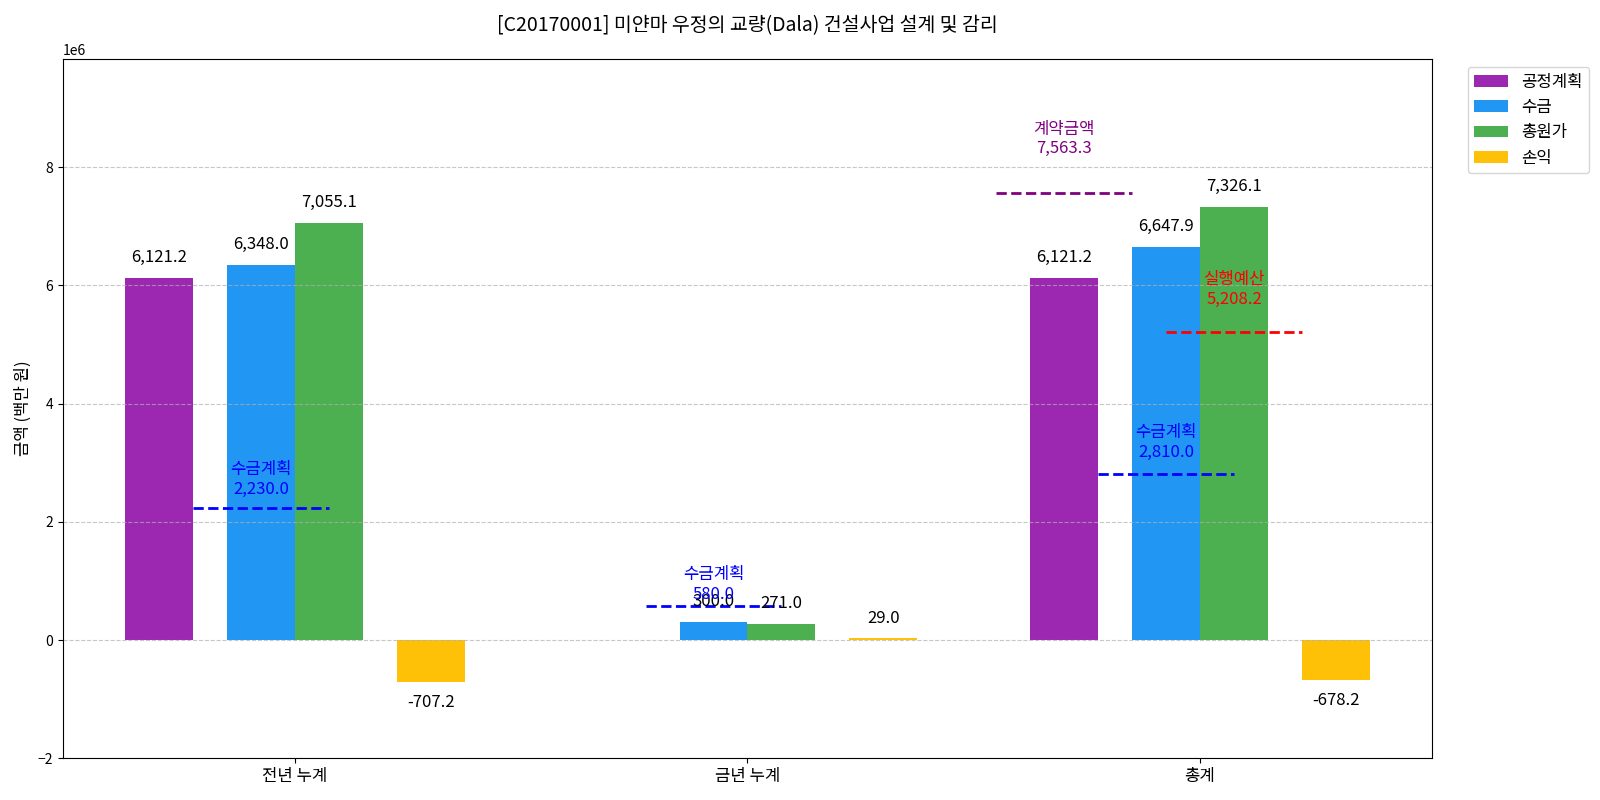 [C20170001] 미얀마 우정의 교량(Dala) 건설사업 설계 및 감리
1e6
금액 (백만 원)
8
6
4
2
0
−2
6,121.2
6,348.0
7,055.1
수금계획
2,230.0
-707.2
수금계획
580.0
300.0
271.0
29.0
계약금액
7,563.3
6,121.2
6,647.9
7,326.1
실행예산
5,208.2
수금계획
2,810.0
-678.2
전년 누계
금년 누계
총계
공정계획
수금
총원가
손익